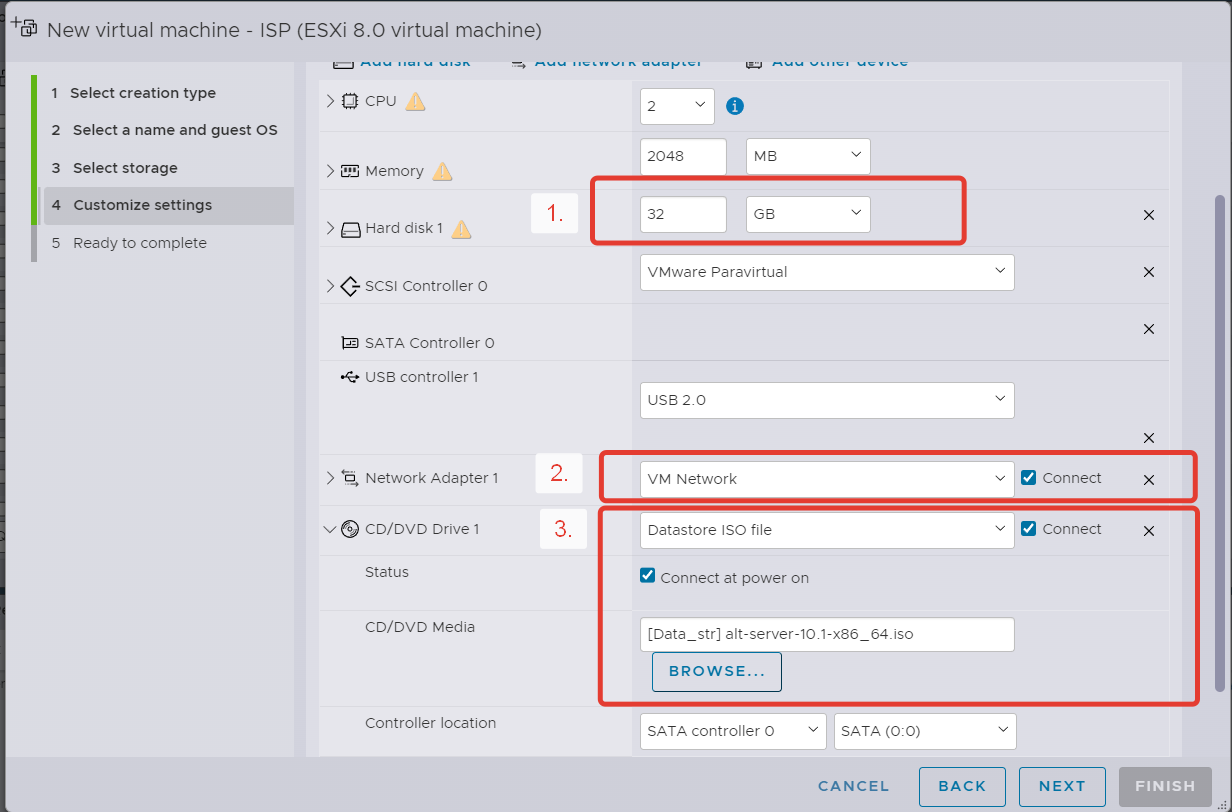 New virtual machine - ISP (ESXi 8.0 virtual machine)
1 Select creation type
2 Select a name and guest OS
3 Select storage
4 Customize settings
5 Ready to complete
Add hard disk Add network adapter Add other device
CPU 2
Memory 2048 MB
Hard disk 1 1. 32 GB
SCSI Controller 0 VMware Paravirtual
SATA Controller 0
USB controller 1
USB 2.0
Network Adapter 1 2. VM Network Connect
CD/DVD Drive 1 3. Datastore ISO file Connect
Status Connect at power on
CD/DVD Media [Data_str] alt-server-10.1-x86_64.iso
BROWSE...
Controller location SATA controller 0 SATA (0:0)
CANCEL BACK NEXT FINISH